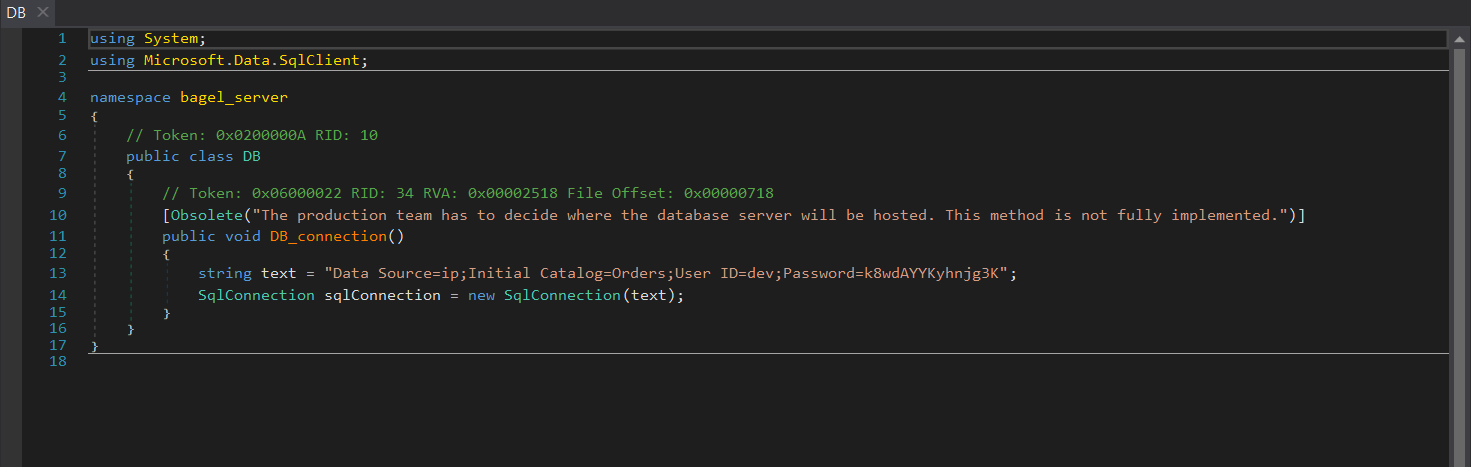 DB
1 using System;
2 using Microsoft.Data.SqlClient;
3
4 namespace bagel_server
5 {
6 // Token: 0x0200000A RID: 10
7 public class DB
8 {
9 // Token: 0x06000022 RID: 34 RVA: 0x00002518 File Offset: 0x00000718
10 [Obsolete("The production team has to decide where the database server will be hosted. This method is not fully implemented.")]
11 public void DB_connection()
12 {
13 string text = "Data Source=ip;Initial Catalog=Orders;User ID=dev;Password=k8wdAYYKyhnjg3K";
14 SqlConnection sqlConnection = new SqlConnection(text);
15 }
16 }
17 }
18